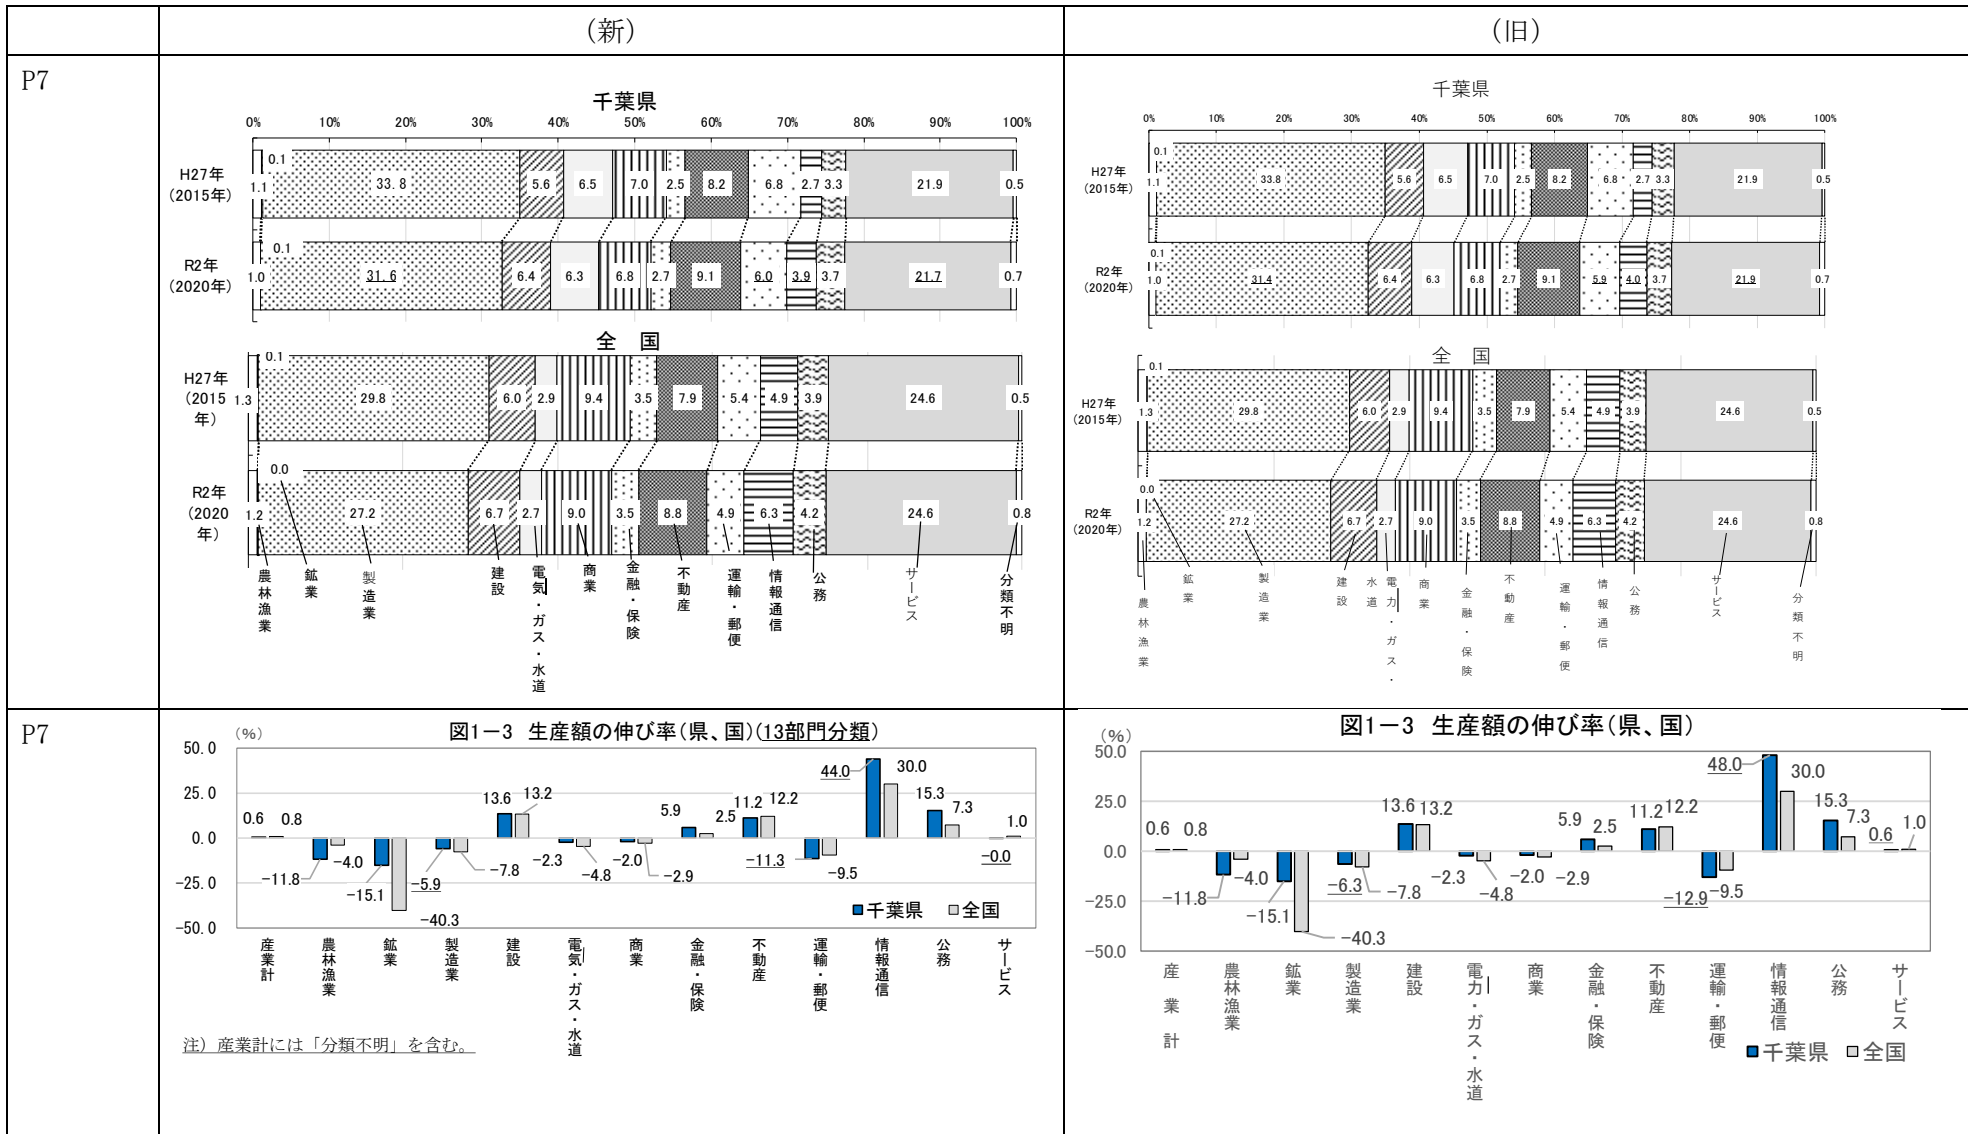 （新）
（旧）
P7
千葉県
0% 10% 20% 30% 40% 50% 60% 70% 80% 90% 100%
H27年
（2015年）
1.1 0.1 33.8 5.6 6.5 7.0 2.5 8.2 6.8 2.7 3.3 21.9 0.5
R2年
（2020年）
1.0 0.1 31.6 6.4 6.3 6.8 2.7 9.1 6.0 3.9 3.7 21.7 0.7
全 国
H27年
（2015
年）
1.3 0.1 29.8 6.0 2.9 9.4 3.5 7.9 5.4 4.9 3.9 24.6 0.5
R2年
（2020
年）
1.2 0.0 27.2 6.7 2.7 9.0 3.5 8.8 4.9 6.3 4.2 24.6 0.8
農林漁業
鉱業
製造業
建設
電気・ガス・水道
商業
金融・保険
不動産
運輸・郵便
情報通信
公務
サービス
分類不明
千葉県
0% 10% 20% 30% 40% 50% 60% 70% 80% 90% 100%
H27年
（2015年）
1.1 0.1 33.8 5.6 6.5 7.0 2.5 8.2 6.8 2.7 3.3 21.9 0.5
R2年
（2020年）
1.0 0.1 31.4 6.4 6.3 6.8 2.7 9.1 5.9 4.0 3.7 21.9 0.7
全 国
H27年
（2015年）
1.3 0.1 29.8 6.0 2.9 9.4 3.5 7.9 5.4 4.9 3.9 24.6 0.5
R2年
（2020年）
1.2 0.0 27.2 6.7 2.7 9.0 3.5 8.8 4.9 6.3 4.2 24.6 0.8
農林漁業
鉱業
製造業
建設
電力・ガス・
水道
商業
金融・保険
不動産
運輸・郵便
情報通信
公務
サービス
分類不明
P7
図1－3 生産額の伸び率（県、国）（13部門分類）
（%）
50.0
25.0
0.0
−25.0
−50.0
0.6 0.8
−11.8 −4.0
−15.1 −40.3
−5.9 −7.8
13.6 13.2
−2.3 −4.8
−2.0 −2.9
5.9 2.5
11.2 12.2
−11.3 −9.5
44.0 30.0
15.3 7.3
−0.0 1.0
千葉県 全国
産業計
農林漁業
鉱業
製造業
建設
電気・ガス・水道
商業
金融・保険
不動産
運輸・郵便
情報通信
公務
サービス
注）産業計には「分類不明」を含む。
図1－3 生産額の伸び率（県、国）
（%）
50.0
25.0
0.0
−25.0
−50.0
0.6 0.8
−11.8 −4.0
−15.1 −40.3
−6.3 −7.8
13.6 13.2
−2.3 −4.8
−2.0 −2.9
5.9 2.5
11.2 12.2
−12.9 −9.5
48.0 30.0
15.3 7.3
0.6 1.0
産業計
農林漁業
鉱業
製造業
建設
電力・ガス・水道
商業
金融・保険
不動産
運輸・郵便
情報通信
公務
サービス
千葉県 全国